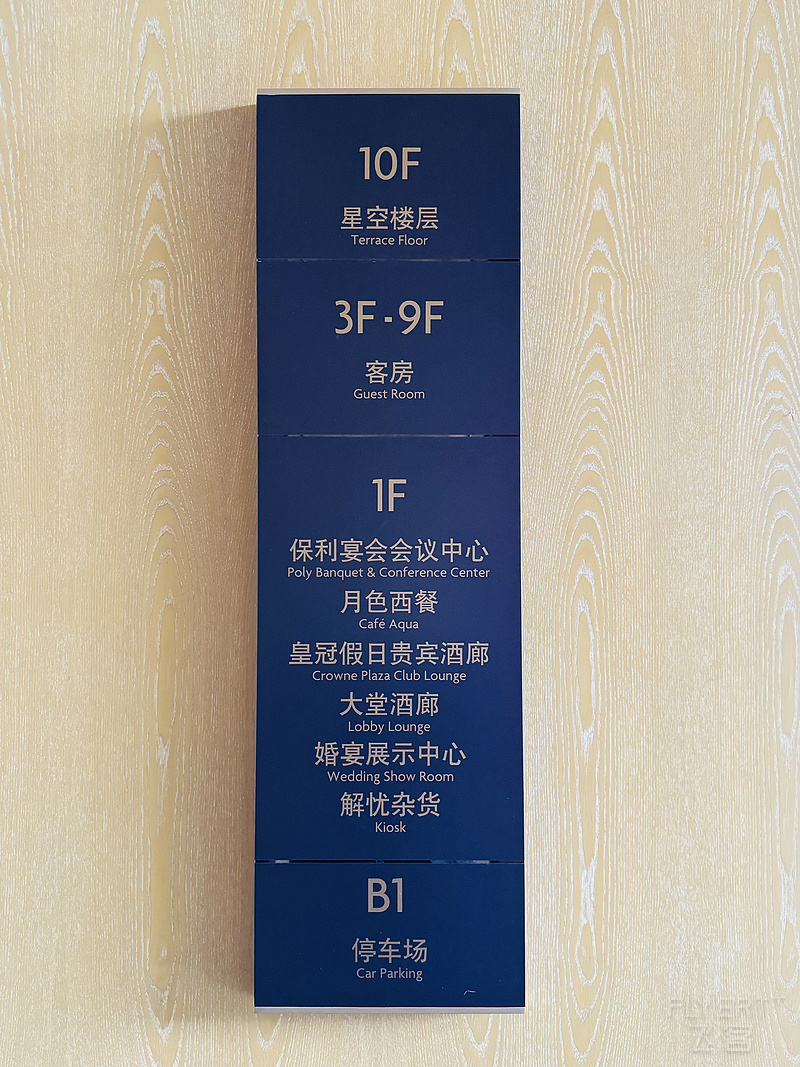 10F
星空楼层
Terrace Floor
3F-9F
客房
Guest Room
1F
保利宴会会议中心
Poly Banquet & Conference Center
月色西餐
Café Aqua
皇冠假日贵宾酒廊
Crowne Plaza Club Lounge
大堂酒廊
Lobby Lounge
婚宴展示中心
Wedding Show Room
解忧杂货
Kiosk
B1
停车场
Car Parking
FLYERT
飞客